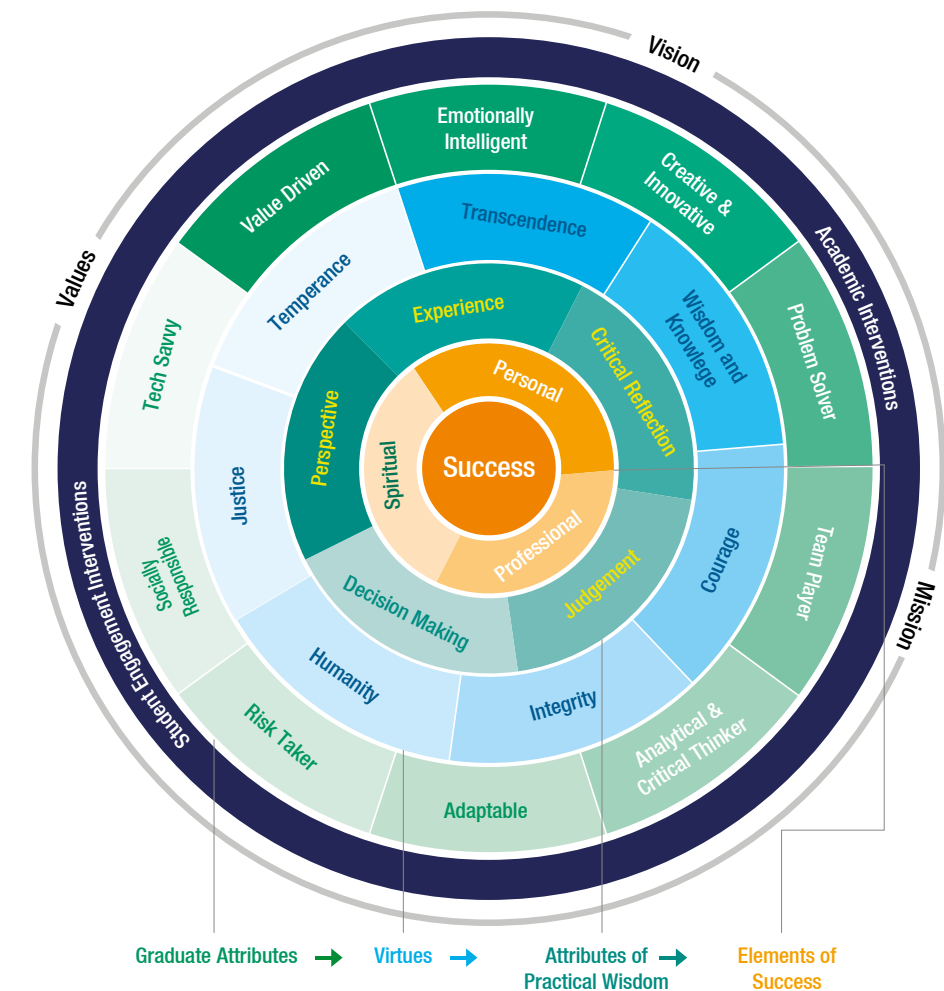 Vision
Values
Mission
Academic Interventions
Student Engagement Interventions
Emotionally
Intelligent
Creative &
Innovative
Problem Solver
Team Player
Analytical &
Critical Thinker
Adaptable
Risk Taker
Socially
Responsible
Tech Savvy
Value Driven
Transcendence
Wisdom and
Knowlege
Courage
Integrity
Humanity
Justice
Temperance
Experience
Critical Reflection
Judgement
Decision Making
Perspective
Personal
Professional
Spiritual
Success
Graduate Attributes
Virtues
Attributes of
Practical Wisdom
Elements of
Success